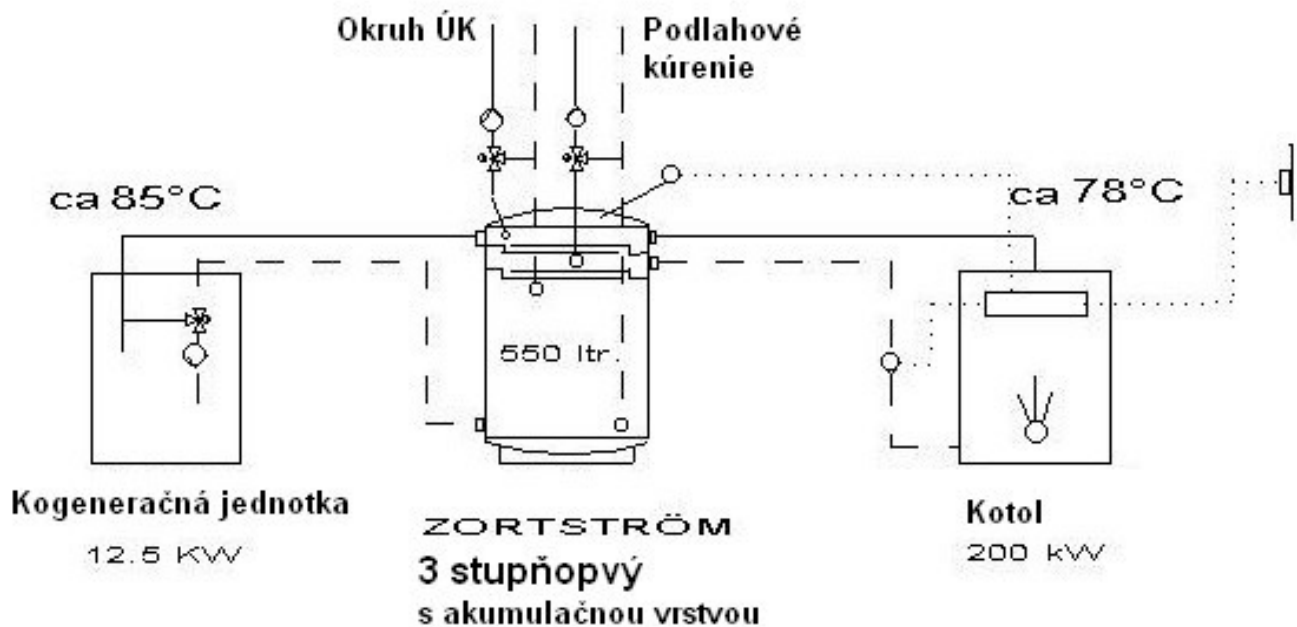 Okruh ÚK
Podlahové
kúrenie
ca 85°C
ca 78°C
550 ltr.
Kogeneračná jednotka
12.5 KW
ZORTSTRÖM
3 stupňopvý
s akumulačnou vrstvou
Kotol
200 kW